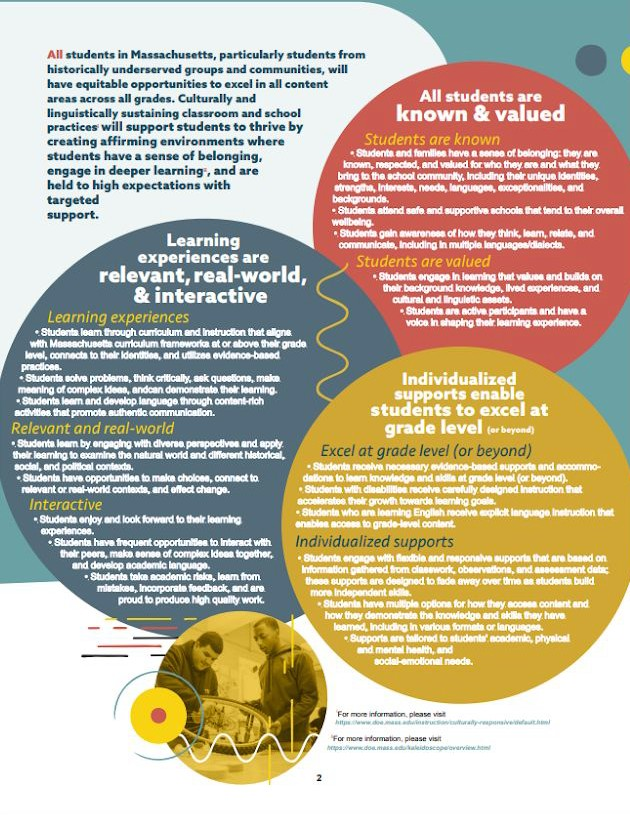 All students in Massachusetts, particularly students from
historically underserved groups and communities, will
have equitable opportunities to excel in all content
areas across all grades. Culturally and
linguistically sustaining classroom and school
practices¹ will support students to thrive by
creating affirming environments where
students have a sense of belonging,
engage in deeper learning², and are
held to high expectations with
targeted
support.
All students are
known & valued
Students are known
• Students and families have a sense of belonging: they are
known, respected, and valued for who they are and what they
bring to the school community, including their unique identities,
strengths, interests, needs, languages, exceptionalities, and
backgrounds.
• Students attend safe and supportive schools that tend to their overall
wellbeing.
• Students gain awareness of how they think, learn, relate, and
communicate, including in multiple languages/dialects.
Students are valued
• Students engage in learning that values and builds on
their background knowledge, lived experiences, and
cultural and linguistic assets.
• Students are active participants and have a
voice in shaping their learning experience.
Learning
experiences are
relevant, real-world,
& interactive
Learning experiences
• Students learn through curriculum and instruction that aligns
with Massachusetts curriculum frameworks at or above their grade
level, connects to their identities, and utilizes evidence-based
practices.
• Students solve problems, think critically, ask questions, make
meaning of complex ideas, andcan demonstrate their learning.
• Students learn and develop language through content-rich
activities that promote authentic communication.
Relevant and real-world
• Students learn by engaging with diverse perspectives and apply
their learning to examine the natural world and different historical,
social, and political contexts.
• Students have opportunities to make choices, connect to
relevant or real-world contexts, and effect change.
Interactive
• Students enjoy and look forward to their learning
experiences.
• Students have frequent opportunities to interact with
their peers, make sense of complex ideas together,
and develop academic language.
• Students take academic risks, learn from
mistakes, incorporate feedback, and are
proud to produce high quality work.
Individualized
supports enable
students to excel at
grade level (or beyond)
Excel at grade level (or beyond)
• Students receive necessary evidence-based supports and accommo-
dations to learn knowledge and skills at grade level (or beyond).
• Students with disabilities receive carefully designed instruction that
accelerates their growth towards learning goals.
• Students who are learning English receive explicit language instruction that
enables access to grade-level content.
Individualized supports
• Students engage with flexible and responsive supports that are based on
information gathered from classwork, observations, and assessment data;
these supports are designed to fade away over time as students build
more independent skills.
• Students have multiple options for how they access content and
how they demonstrate the knowledge and skills they have
learned, including in various formats or languages.
• Supports are tailored to students' academic, physical
and mental health, and
social-emotional needs.
¹For more information, please visit
https://www.doe.mass.edu/instruction/culturally-responsive/default.html
²For more information, please visit
https://www.doe.mass.edu/kaleidoscope/overview.html
2